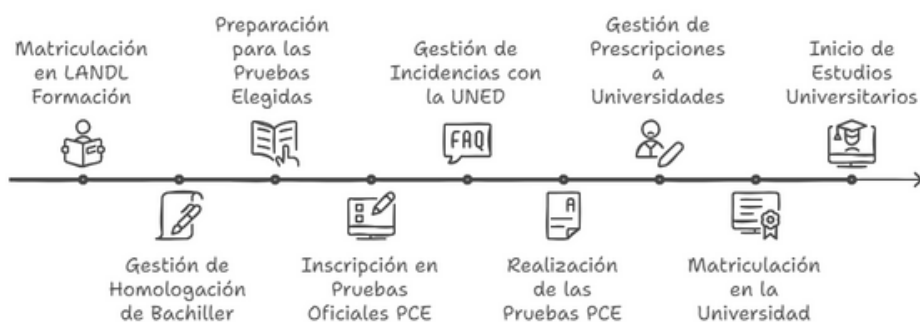 Matriculación
en LANDL
Formación
Gestión de
Homologación
de Bachiller
Preparación
para las
Pruebas
Elegidas
Inscripción en
Pruebas
Oficiales PCE
Gestión de
Incidencias con
la UNED
FAQ
Realización
de las
Pruebas PCE
A
Gestión de
Prescripciones
a
Universidades
Matriculación
en la
Universidad
Inicio de
Estudios
Universitarios